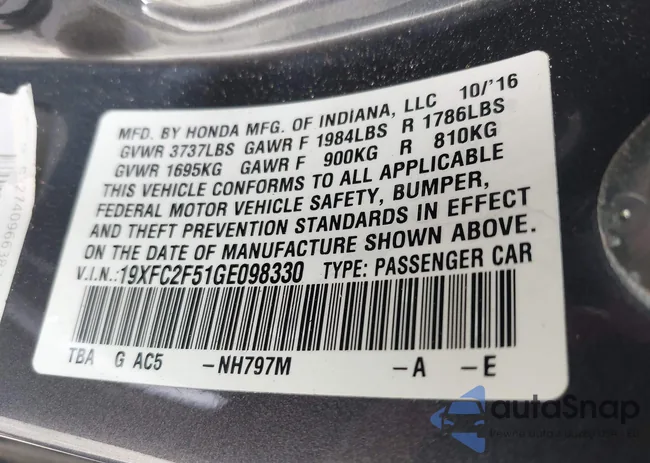 MFD. BY HONDA MFG. OF INDIANA, LLC 10/'16
GVWR 3737LBS GAWR F 1984LBS R 1786LBS
GVWR 1695KG GAWR F 900KG R 810KG
THIS VEHICLE CONFORMS TO ALL APPLICABLE
FEDERAL MOTOR VEHICLE SAFETY, BUMPER,
AND THEFT PREVENTION STANDARDS IN EFFECT
ON THE DATE OF MANUFACTURE SHOWN ABOVE.
V.I.N.:19XFC2F51GE098330 TYPE: PASSENGER CAR
TBA G AC5 -NH797M -A -E
autoSnap